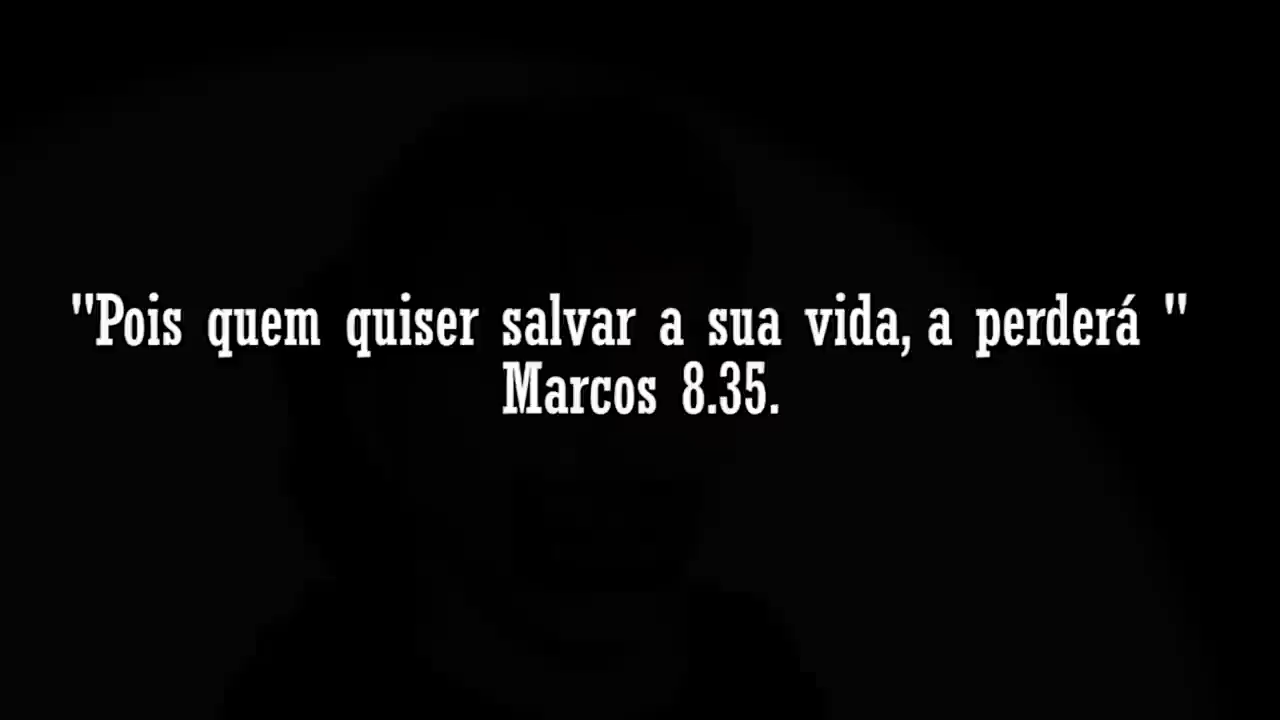 "Pois quem quiser salvar a sua vida, a perderá "
Marcos 8.35.